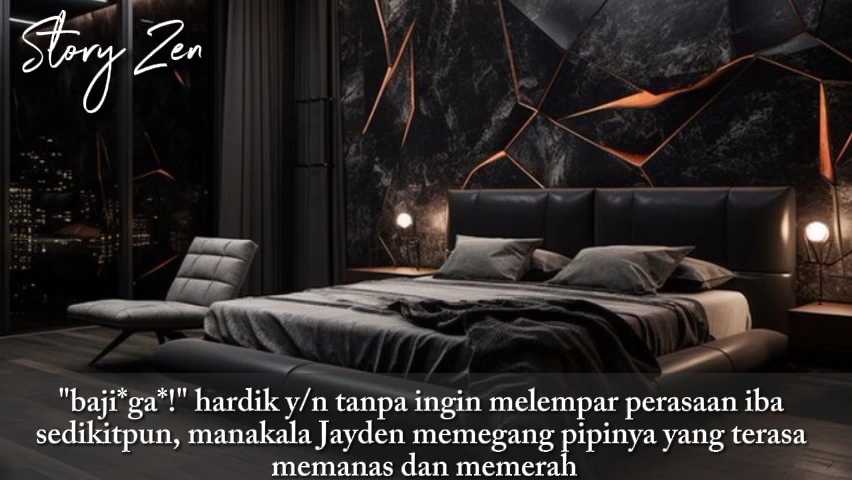 Story Zen
"baji*ga*!" hardik y/n tanpa ingin melempar perasaan iba
sedikitpun, manakala Jayden memegang pipinya yang terasa
memanas dan memerah